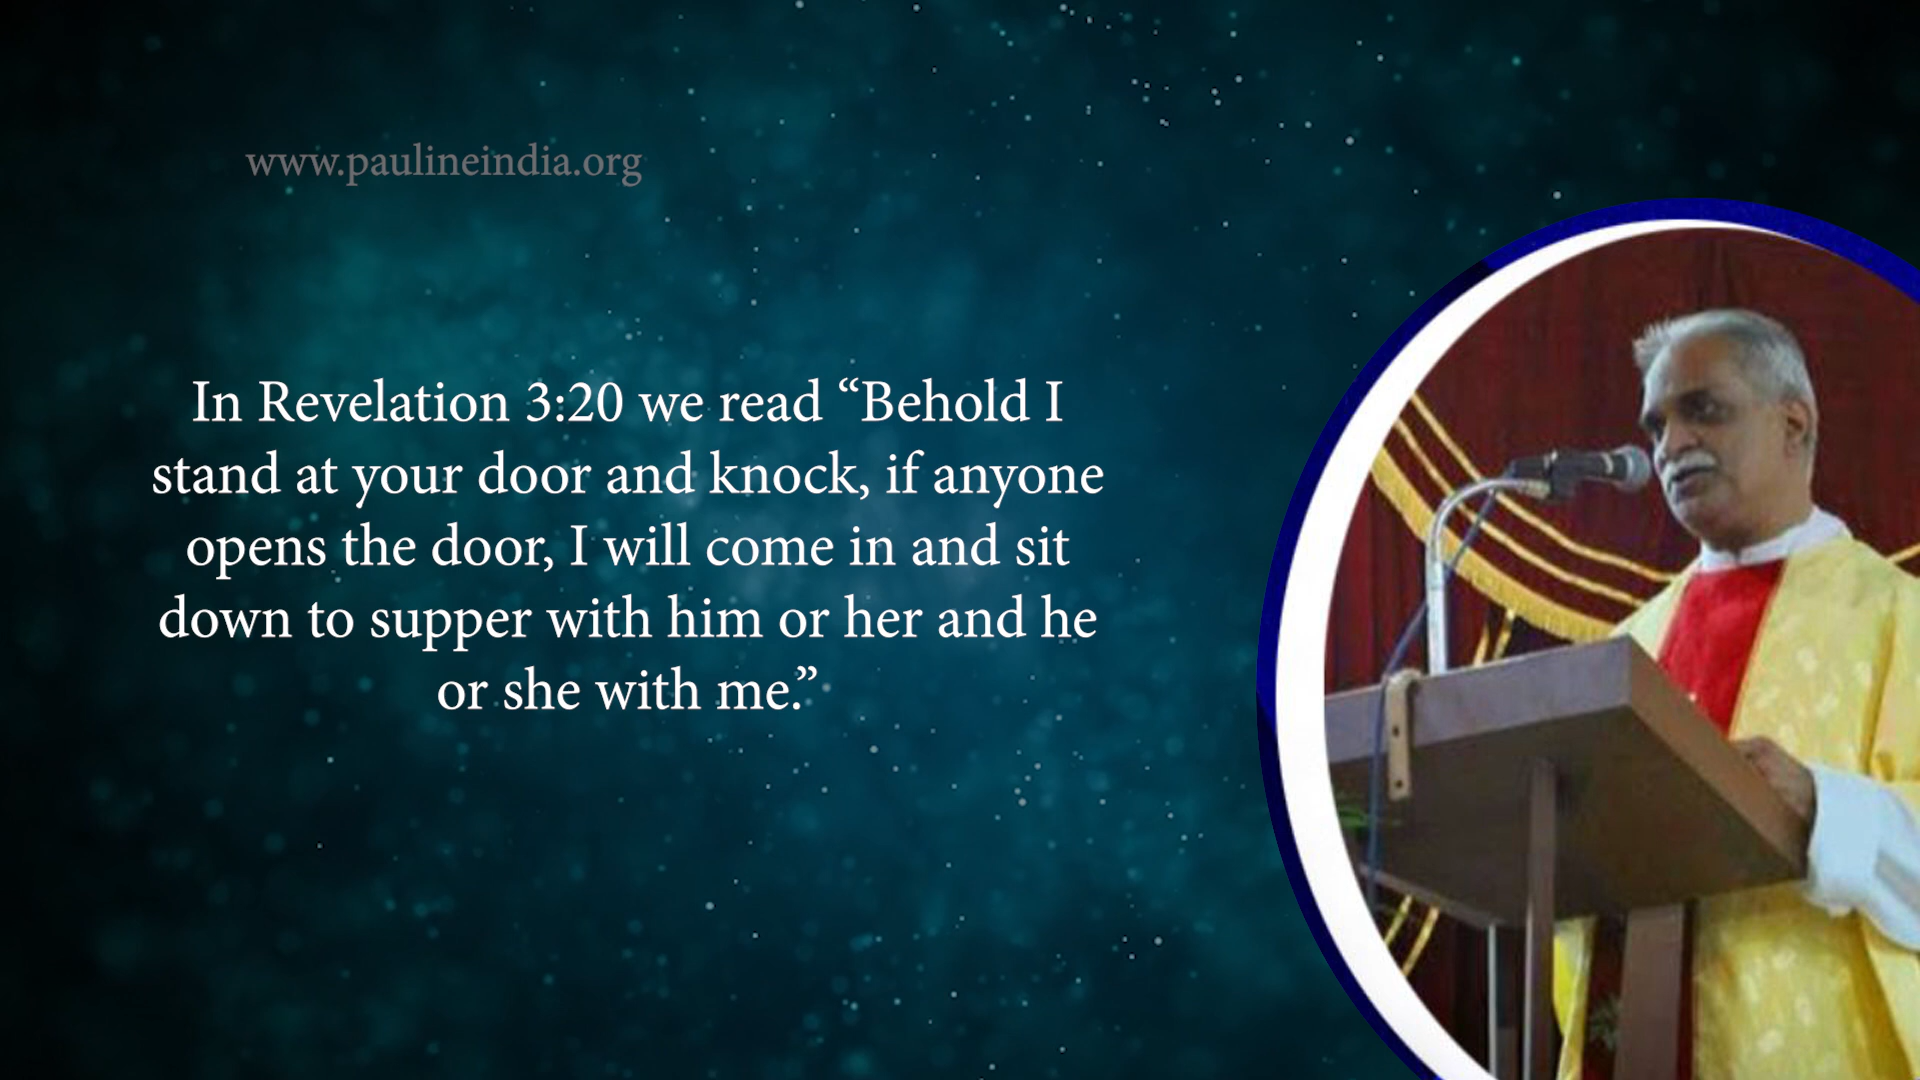 www.paulineindia.org
In Revelation 3:20 we read “Behold I
stand at your door and knock, if anyone
opens the door, I will come in and sit
down to supper with him or her and he
or she with me.”